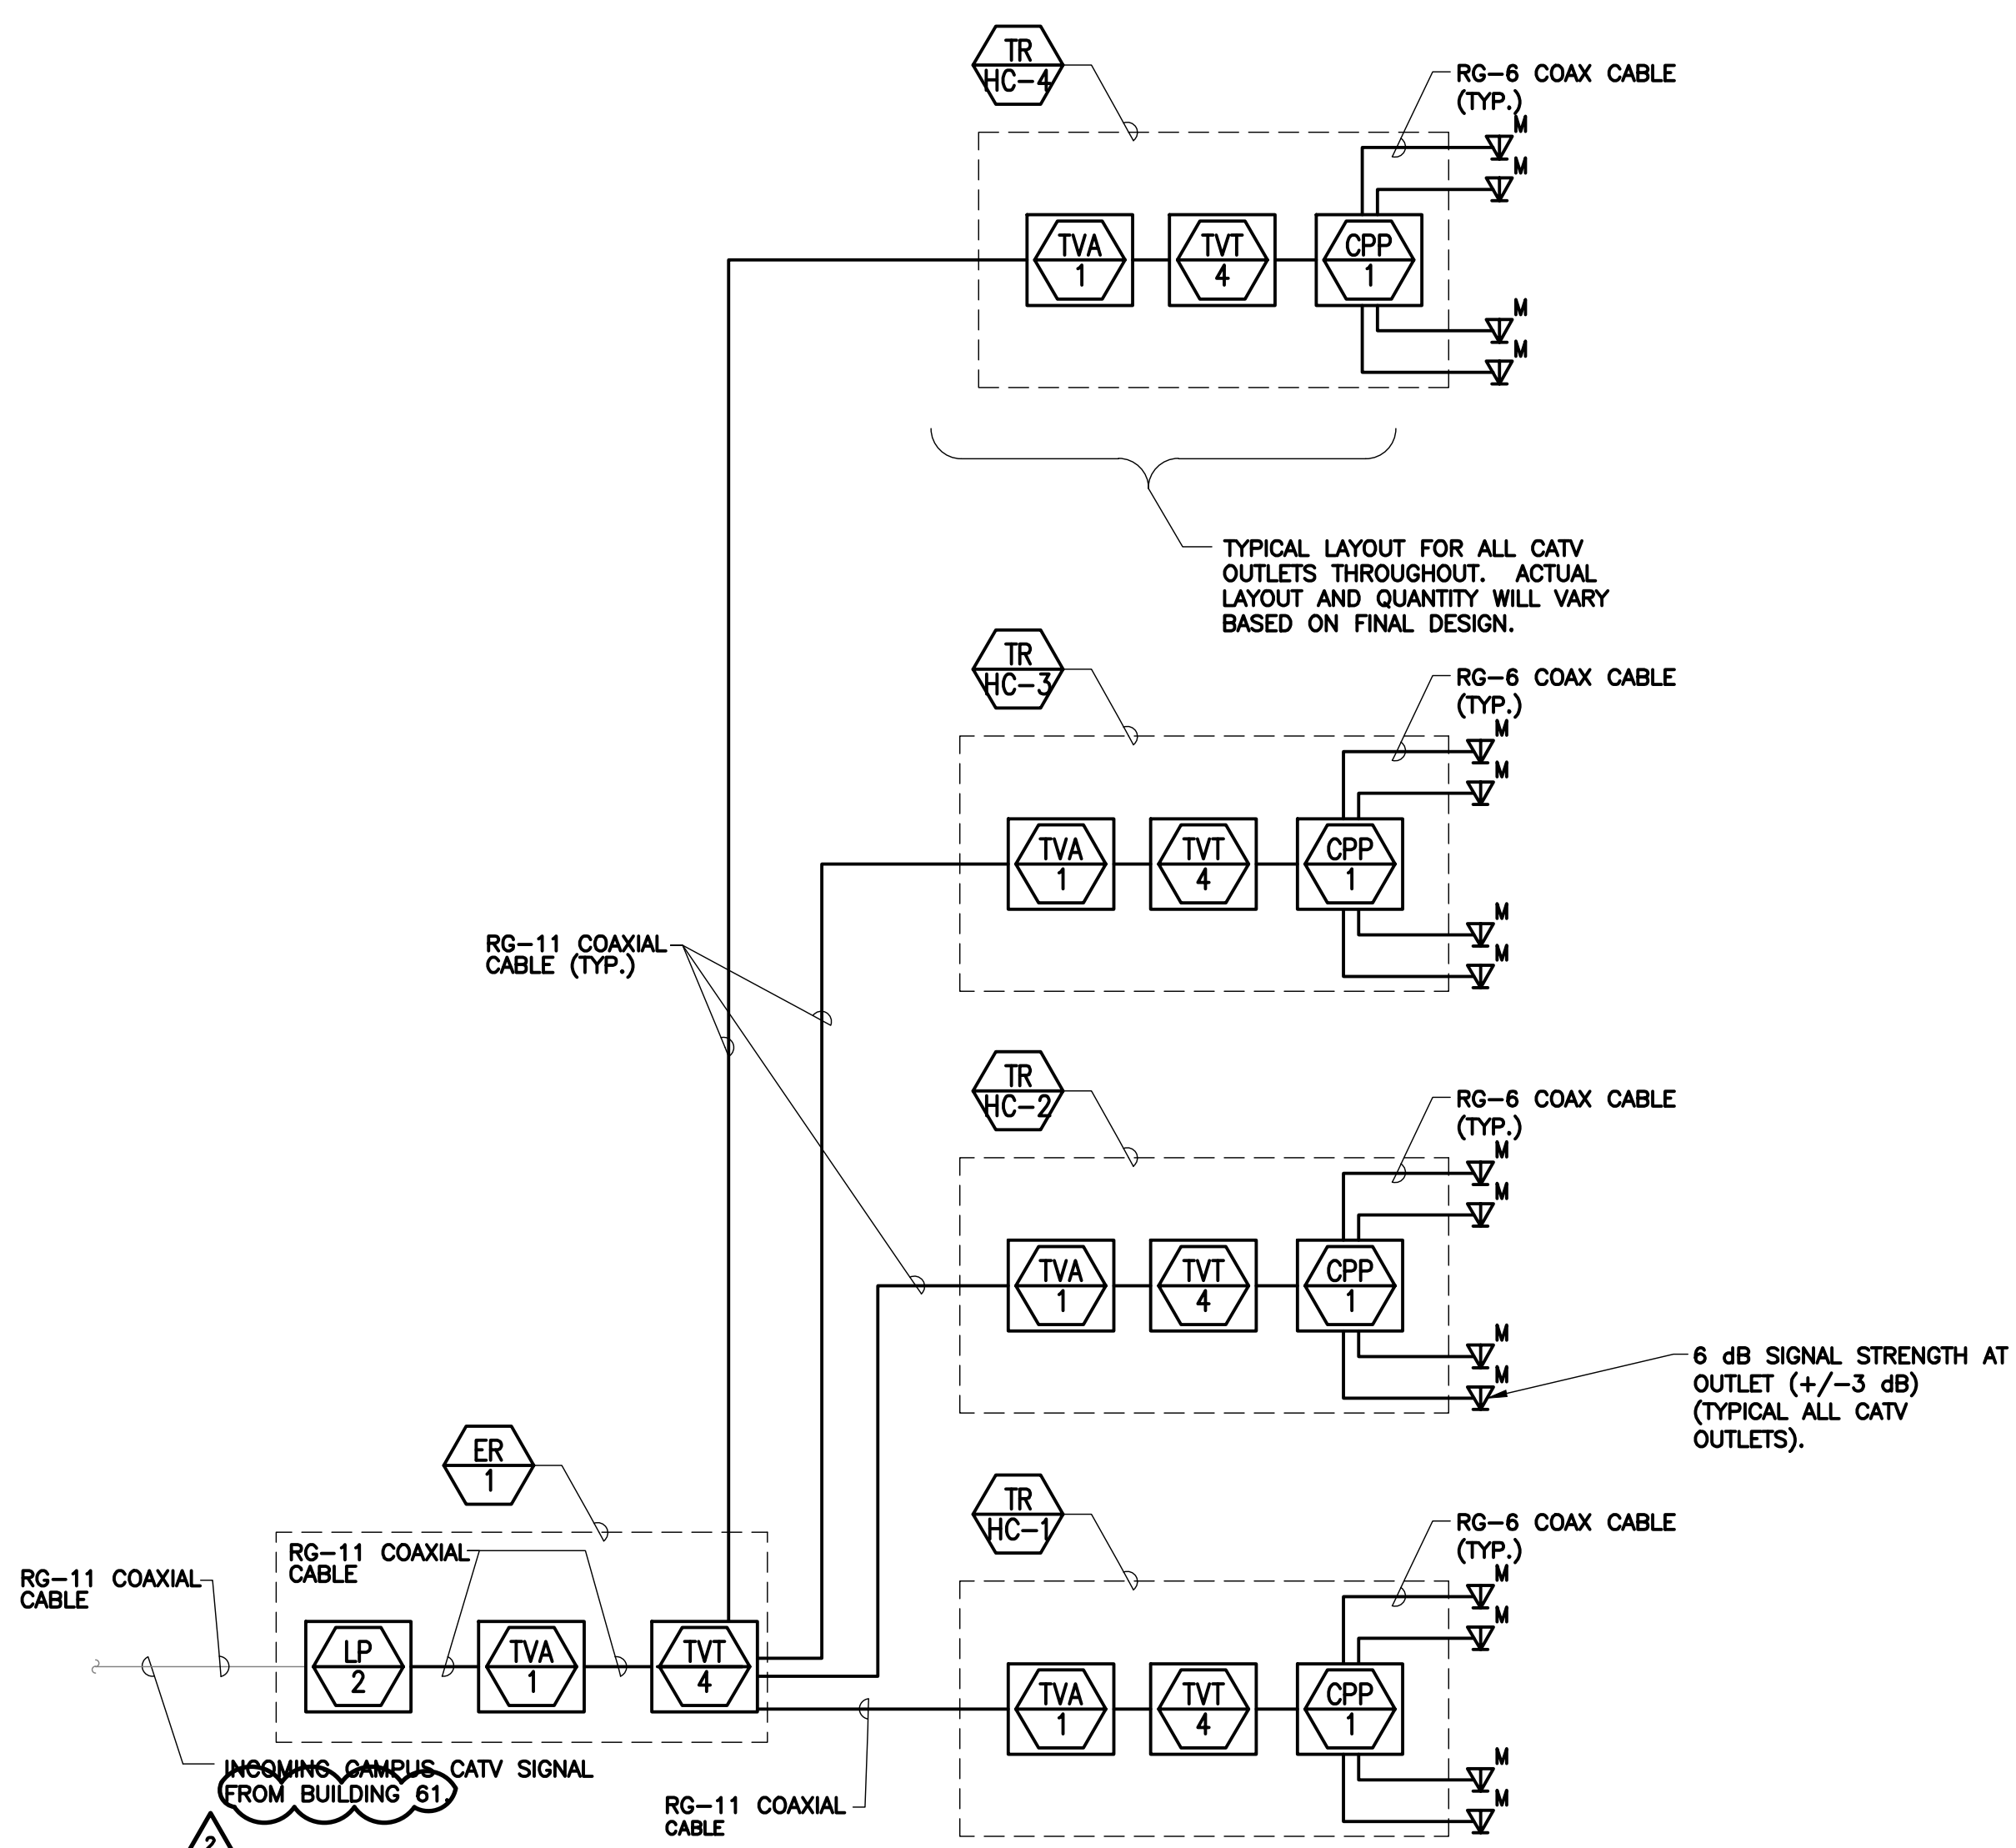 TR
HC-4
RG-6 COAX CABLE
(TYP.)
M
M
TVA
1
TVT
4
CPP
1
M
M
TYPICAL LAYOUT FOR ALL CATV
OUTLETS THROUGHOUT. ACTUAL
LAYOUT AND QUANTITY WILL VARY
BASED ON FINAL DESIGN.
TR
HC-3
RG-6 COAX CABLE
(TYP.)
M
M
TVA
1
TVT
4
CPP
1
M
M
RG-11 COAXIAL
CABLE (TYP.)
TR
HC-2
RG-6 COAX CABLE
(TYP.)
M
M
TVA
1
TVT
4
CPP
1
M
M
6 dB SIGNAL STRENGTH AT
OUTLET (+/-3 dB)
(TYPICAL ALL CATV
OUTLETS).
ER
1
TR
HC-1
RG-6 COAX CABLE
(TYP.)
M
M
TVA
1
TVT
4
CPP
1
M
M
RG-11 COAXIAL
CABLE
RG-11 COAXIAL
CABLE
LP
2
TVA
1
TVT
4
INCOMING CAMPUS CATV SIGNAL
FROM BUILDING 61.
RG-11 COAXIAL
CABLE
2